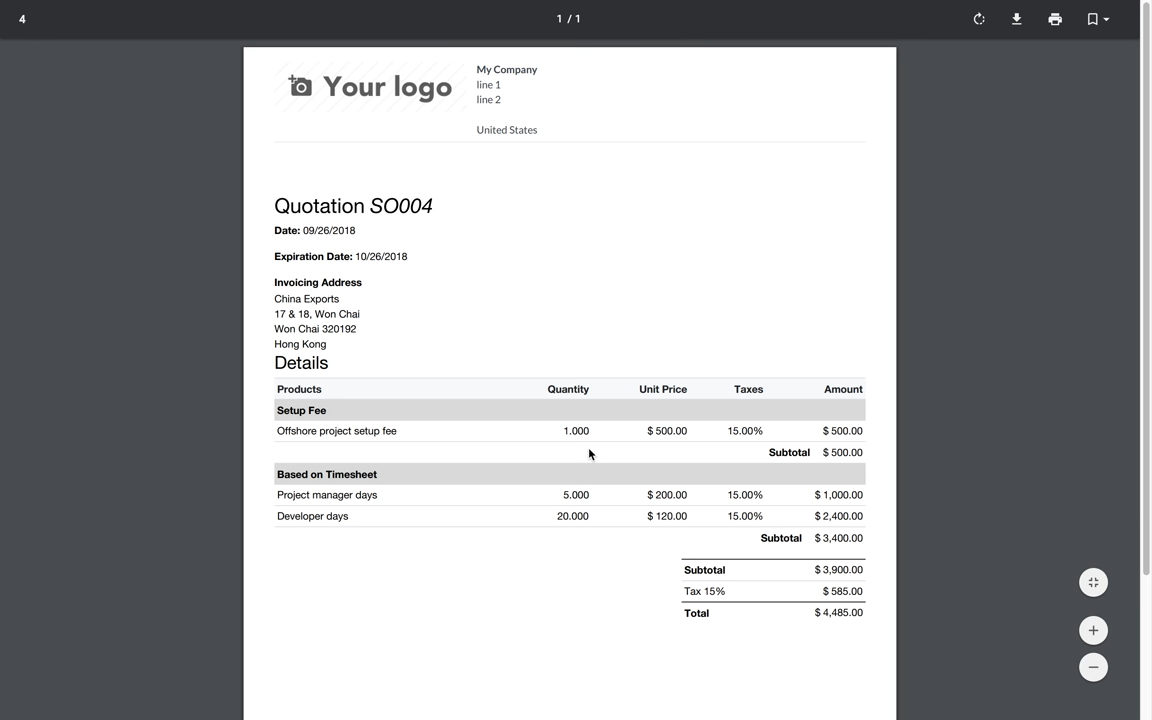 4
1 / 1
Your logo
My Company
line 1
line 2
United States
Quotation SO004
Date: 09/26/2018
Expiration Date: 10/26/2018
Invoicing Address
China Exports
17 & 18, Won Chai
Won Chai 320192
Hong Kong
Details
Products Quantity Unit Price Taxes Amount
Setup Fee
Offshore project setup fee 1.000 $ 500.00 15.00% $ 500.00
Subtotal $ 500.00
Based on Timesheet
Project manager days 5.000 $ 200.00 15.00% $ 1,000.00
Developer days 20.000 $ 120.00 15.00% $ 2,400.00
Subtotal $ 3,400.00
Subtotal $ 3,900.00
Tax 15% $ 585.00
Total $ 4,485.00